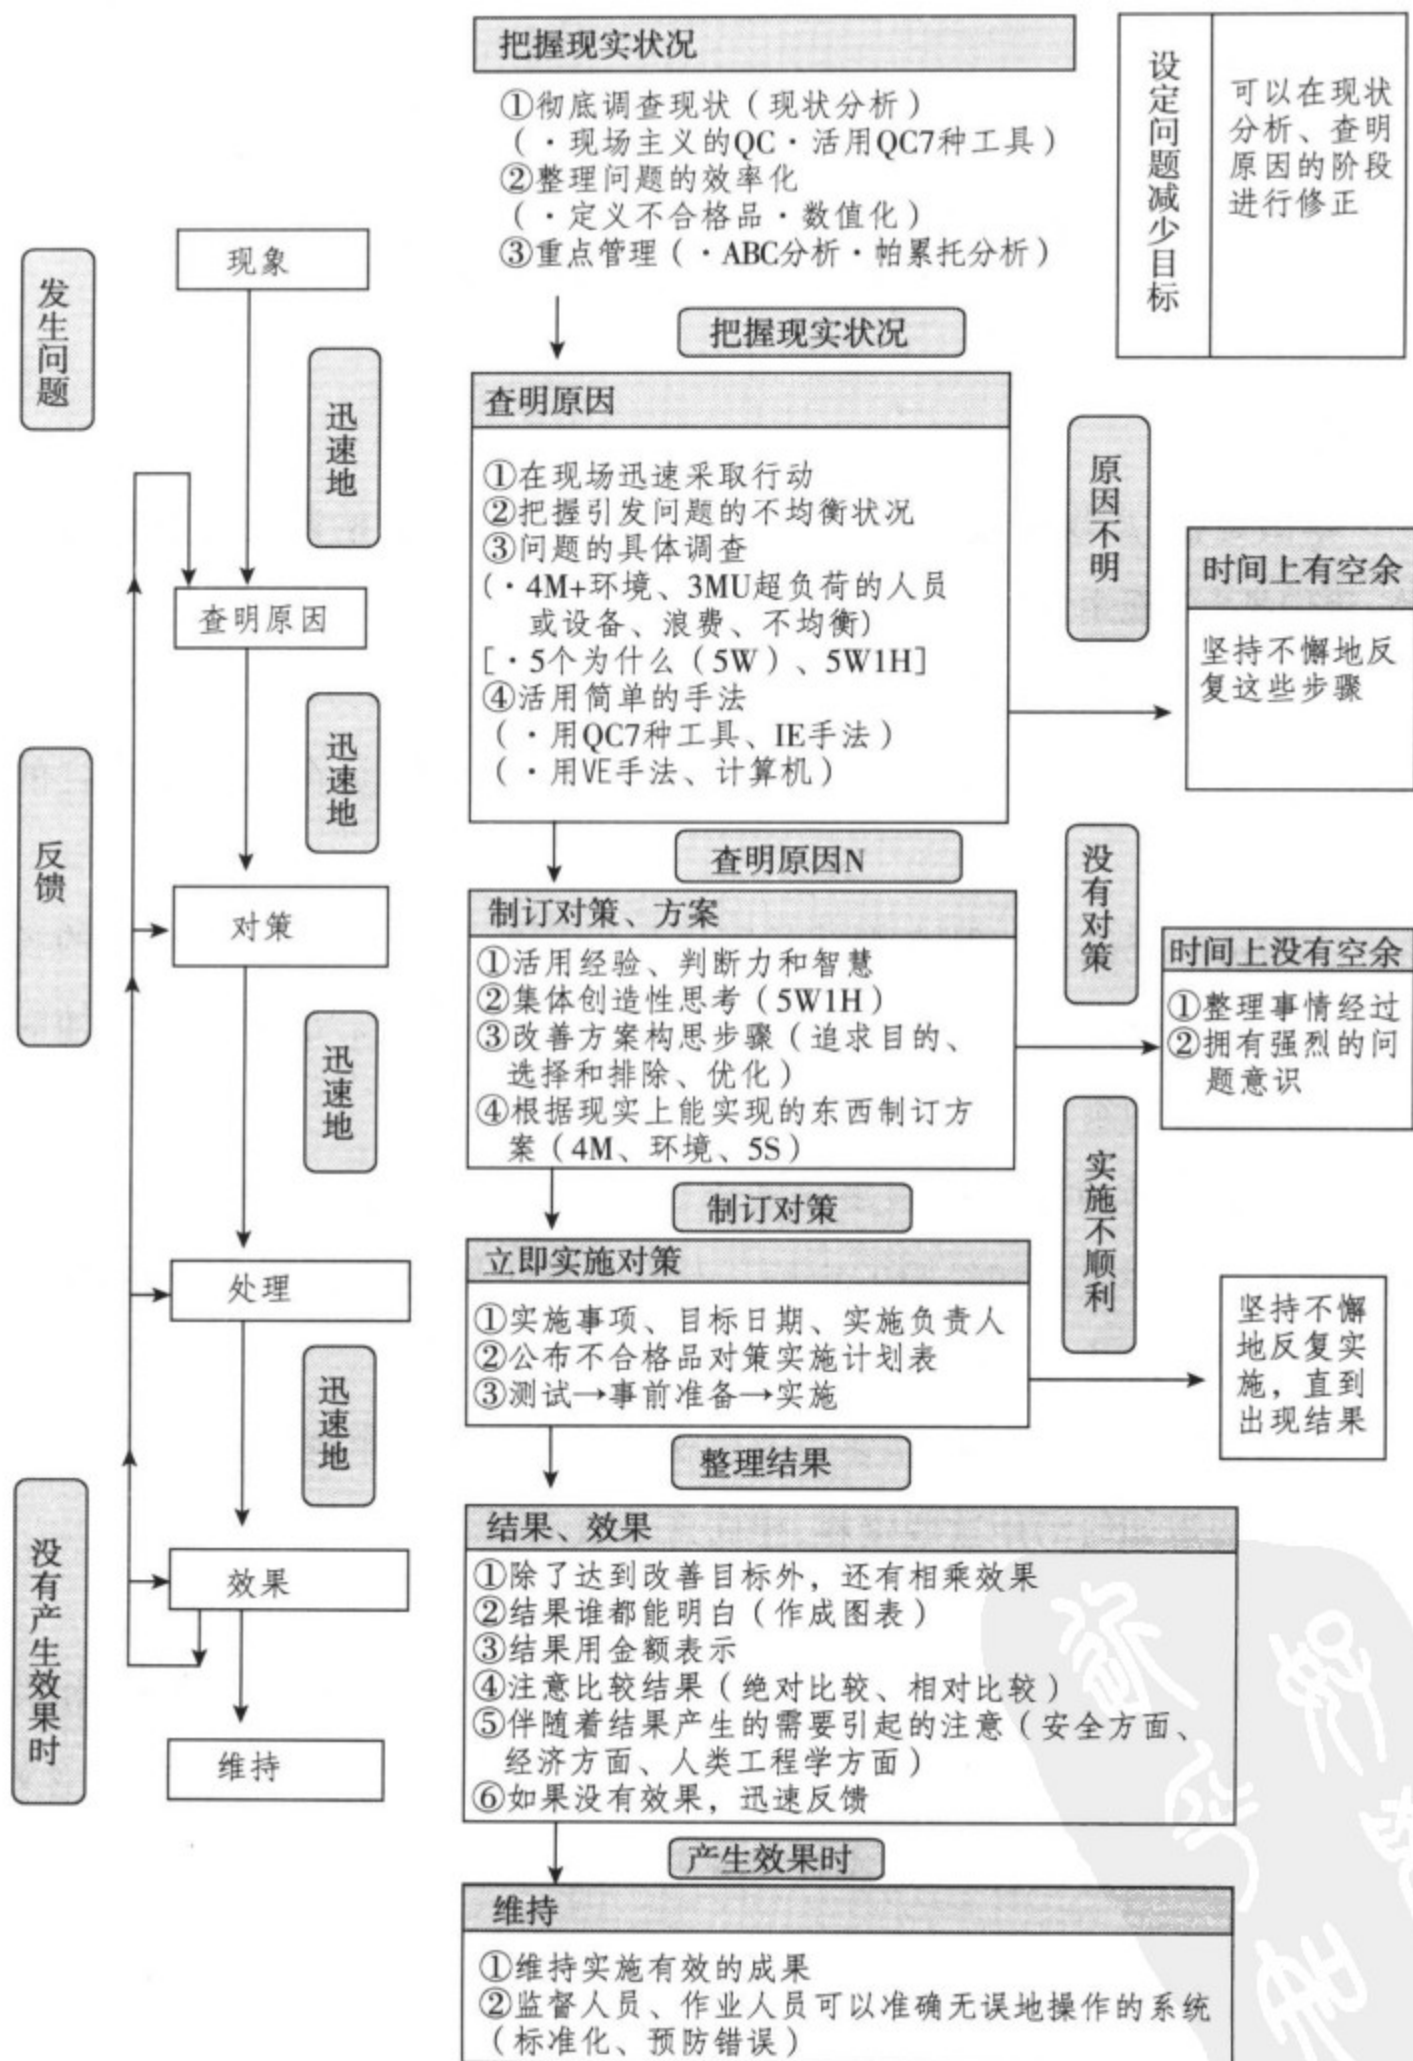 把握现实状况
①彻底调查现状（现状分析）
（·现场主义的QC·活用QC7种工具）
②整理问题的效率化
（·定义不合格品·数值化）
③重点管理（·ABC分析·帕累托分析）
设定问题减少目标
可以在现状
分析、查明
原因的阶段
进行修正
发生问题
现象
迅速地
查明原因
迅速地
反馈
对策
迅速地
处理
迅速地
没有产生效果时
效果
维持
把握现实状况
查明原因
①在现场迅速采取行动
②把握引发问题的不均衡状况
③问题的具体调查
（·4M+环境、3MU超负荷的人员
或设备、浪费、不均衡）
[·5个为什么（5W）、5W1H]
④活用简单的手法
（·用QC7种工具、IE手法）
（·用VE手法、计算机）
原因不明
时间上有空余
坚持不懈地反
复这些步骤
查明原因N
制订对策、方案
①活用经验、判断力和智慧
②集体创造性思考（5W1H）
③改善方案构思步骤（追求目的、
选择和排除、优化）
④根据现实上能实现的东西制订方
案（4M、环境、5S）
没有对策
时间上没有空余
①整理事情经过
②拥有强烈的问
题意识
制订对策
立即实施对策
①实施事项、目标日期、实施负责人
②公布不合格品对策实施计划表
③测试→事前准备→实施
实施不顺利
坚持不懈
地反复实
施，直到
出现结果
整理结果
结果、效果
①除了达到改善目标外，还有相乘效果
②结果谁都能明白（作成图表）
③结果用金额表示
④注意比较结果（绝对比较、相对比较）
⑤伴随着结果产生的需要引起的注意（安全方面、
经济方面、人类工程学方面）
⑥如果没有效果，迅速反馈
产生效果时
维持
①维持实施有效的成果
②监督人员、作业人员可以准确无误地操作的系统
（标准化、预防错误）